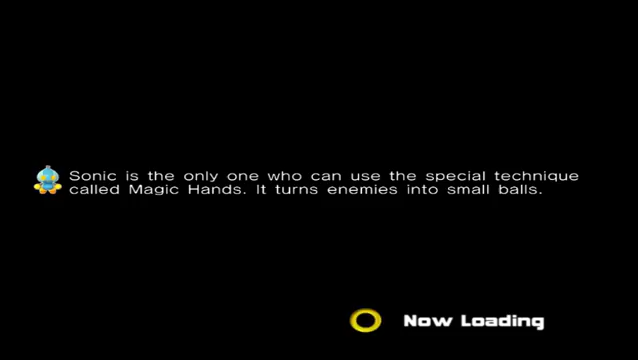 Sonic is the only one who can use the special technique
called Magic Hands. It turns enemies into small balls.
Now Loading